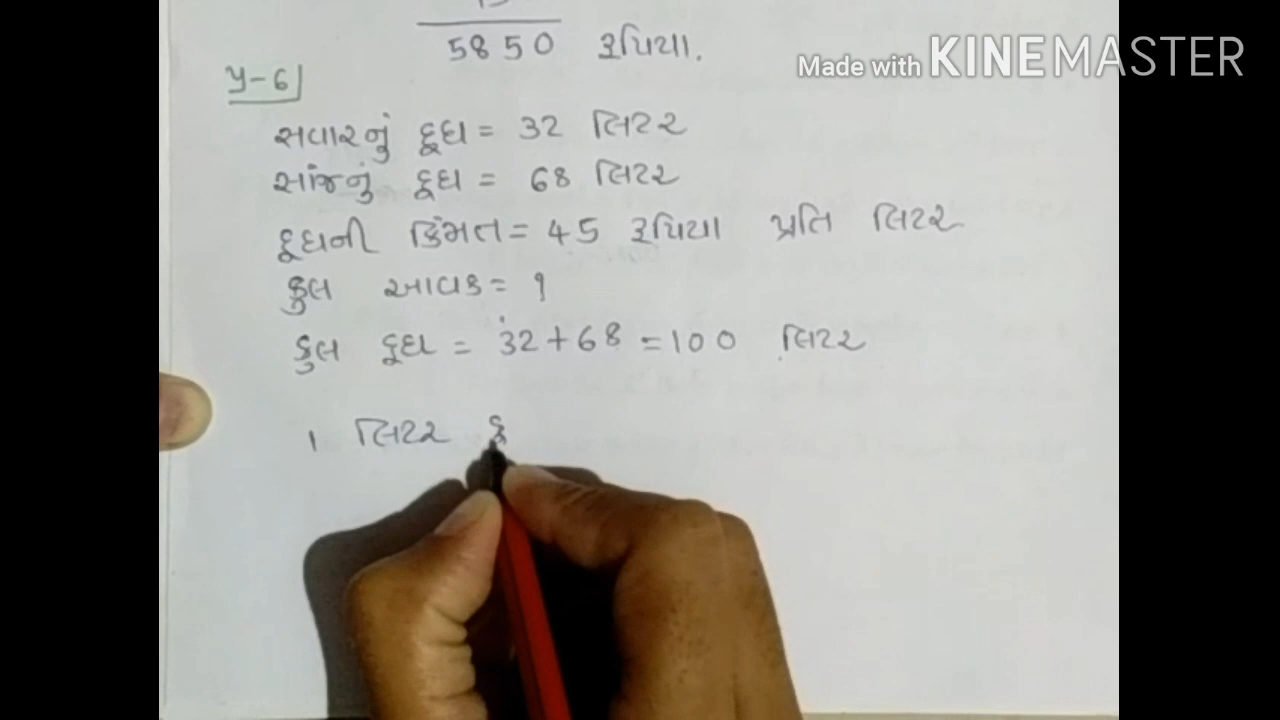 5850 રૂપિયા.
Made with KINEMASTER
પ્ર-6
સવારનું દૂધ = 32 લિટર
સાંજનું દૂધ = 68 લિટર
દૂધની કિંમત = 45 રૂપિયા પ્રતિ લિટર
કુલ આવક = ?
કુલ દૂધ = 32 + 68 = 100 લિટર
1 લિટર દૂ